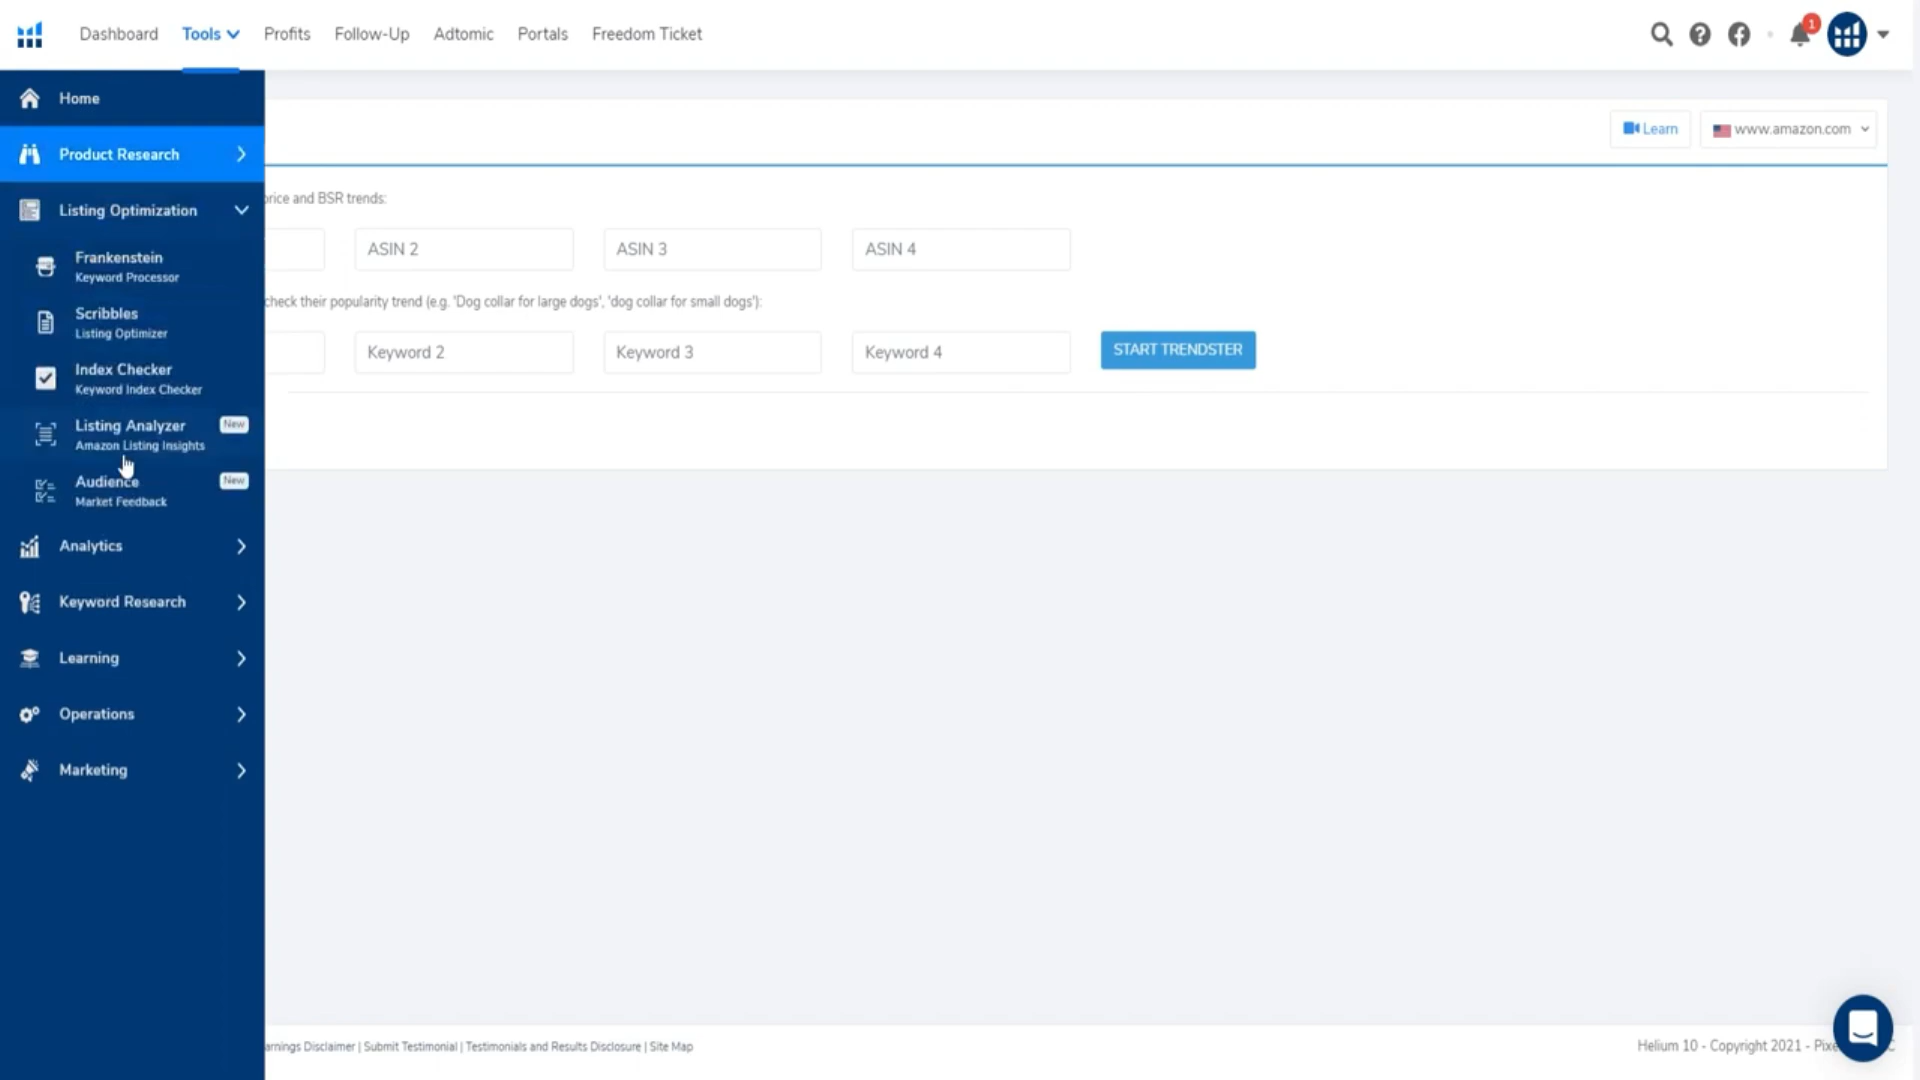 Dashboard Tools Profits Follow-Up Adtomic Portals Freedom Ticket
1
Home
Product Research
Listing Optimization
Frankenstein
Keyword Processor
Scribbles
Listing Optimizer
Index Checker
Keyword Index Checker
Listing Analyzer New
Amazon Listing Insights
Audience New
Market Feedback
Analytics
Keyword Research
Learning
Operations
Marketing
Learn www.amazon.com
price and BSR trends:
ASIN 2 ASIN 3 ASIN 4
check their popularity trend (e.g. 'Dog collar for large dogs', 'dog collar for small dogs'):
Keyword 2 Keyword 3 Keyword 4 START TRENDSTER
arnings Disclaimer | Submit Testimonial | Testimonials and Results Disclosure | Site Map
Helium 10 - Copyright 2021 - Pixe